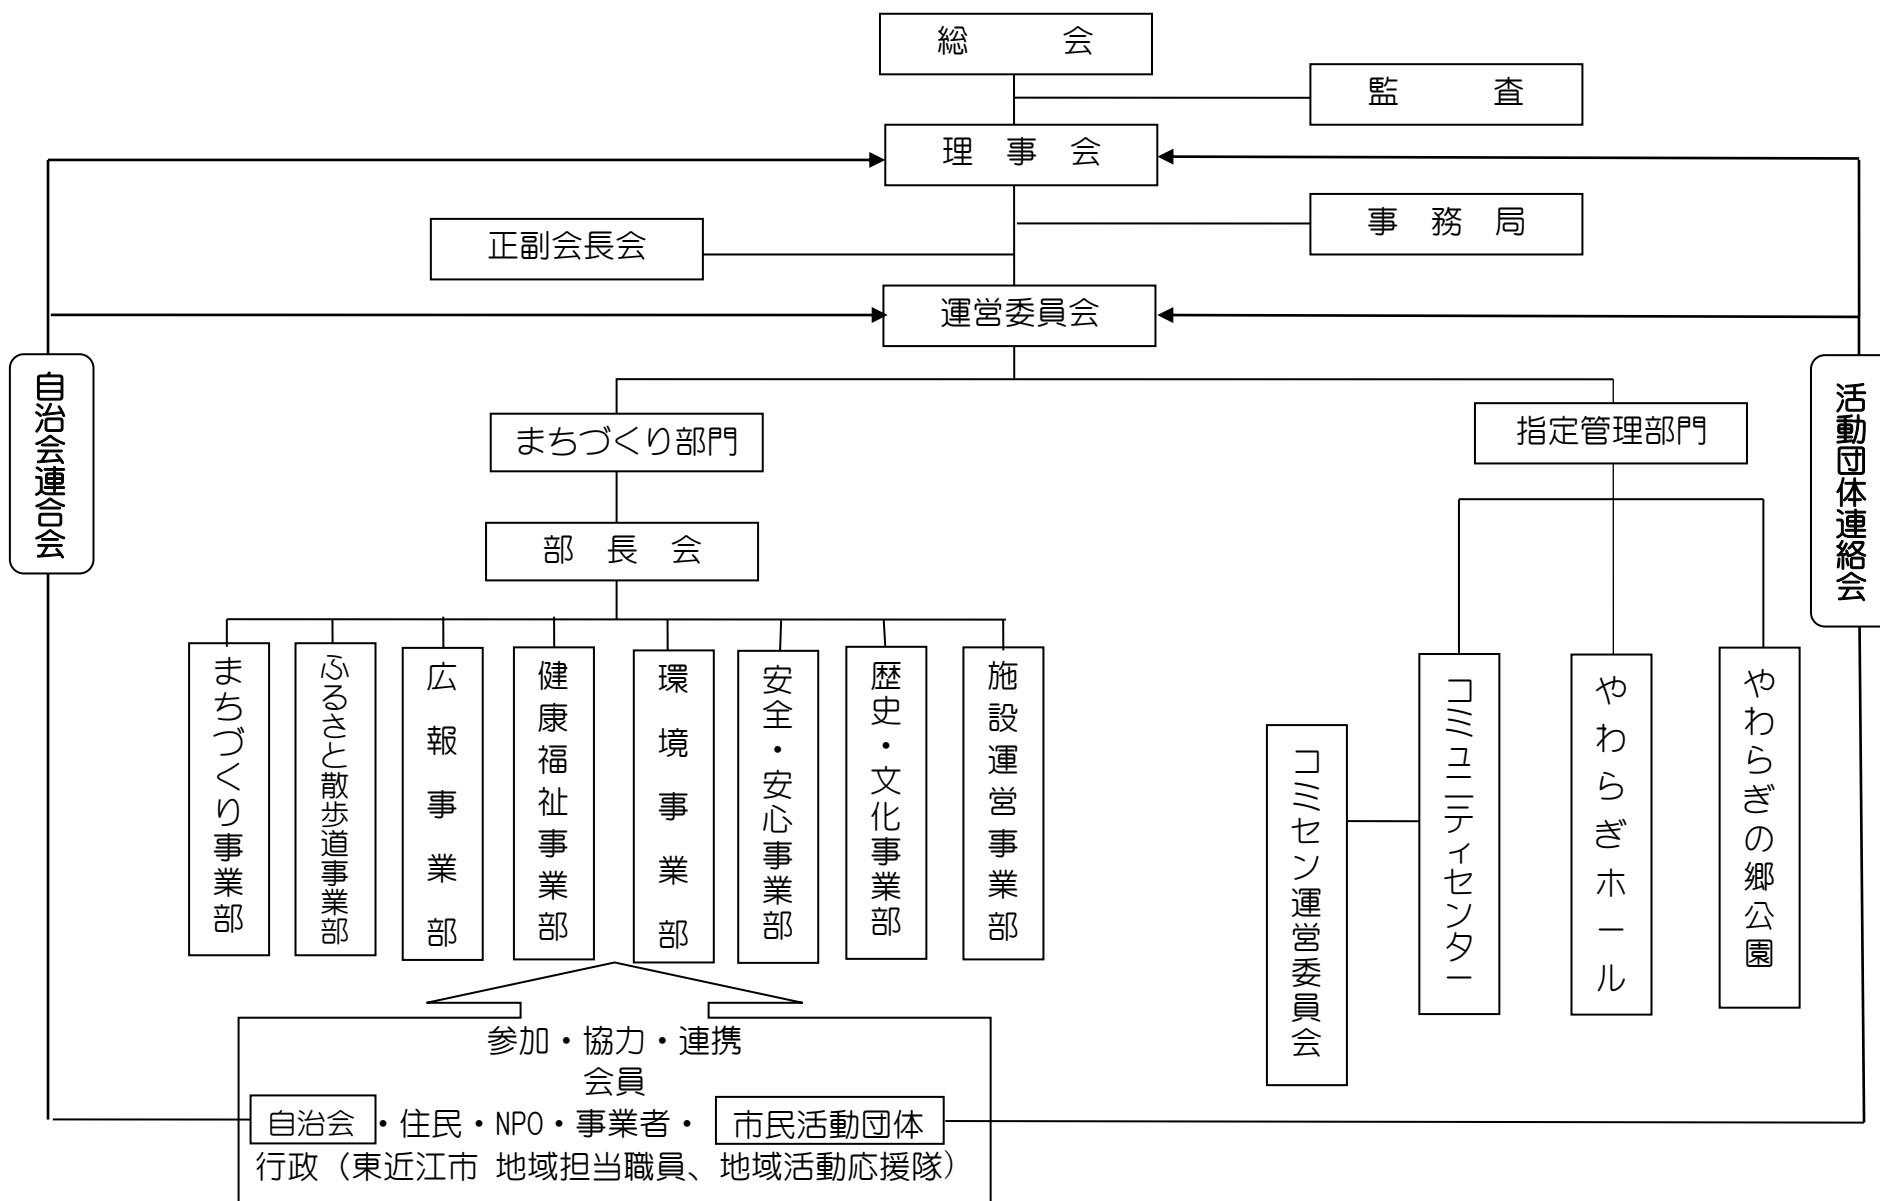 総　会
監　査
理　事　会
事　務　局
正副会長会
運営委員会
自治会連合会
活動団体連絡会
まちづくり部門
指定管理部門
部　長　会
まちづくり事業部
ふるさと散歩道事業部
広報事業部
健康福祉事業部
環境事業部
安全・安心事業部
歴史・文化事業部
施設運営事業部
コミセン運営委員会
コミュニティセンター
やわらぎホール
やわらぎの郷公園
参加・協力・連携
会員
自治会・住民・NPO・事業者・市民活動団体
行政（東近江市 地域担当職員、地域活動応援隊）